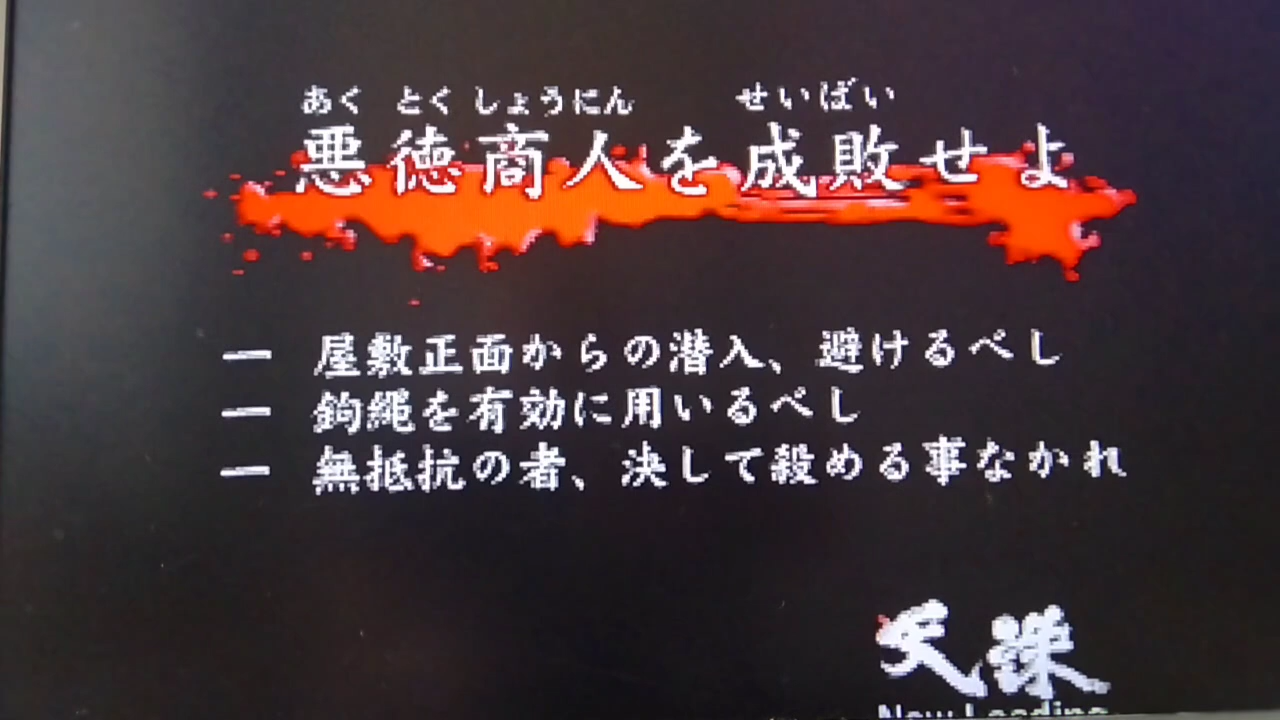 あく とく しょうにん せいばい
悪徳商人を成敗せよ
一 屋敷正面からの潜入、避けるべし
一 鉤縄を有効に用いるべし
一 無抵抗の者、決して殺める事なかれ
天誅
Now Loading